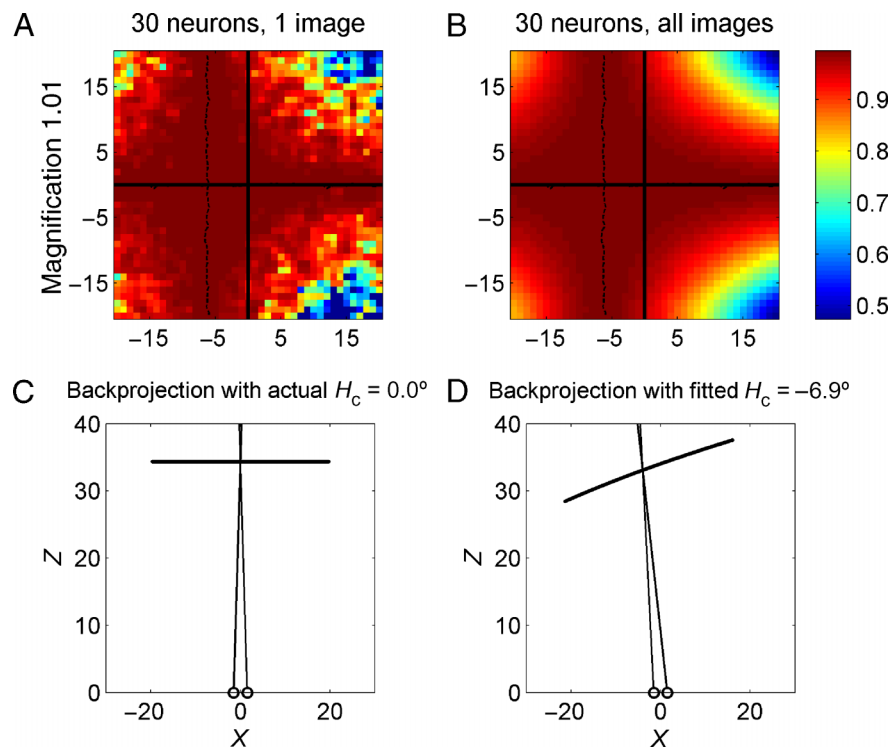 A 30 neurons, 1 image
B 30 neurons, all images
Magnification 1.01
15
5
−5
−15
−15 −5 5 15
15
5
−5
−15
−15 −5 5 15
0.9
0.8
0.7
0.6
0.5
C Backprojection with actual Hc = 0.0º
D Backprojection with fitted Hc = −6.9º
Z
40
30
20
10
0
−20 0 20
X
Z
40
30
20
10
0
−20 0 20
X